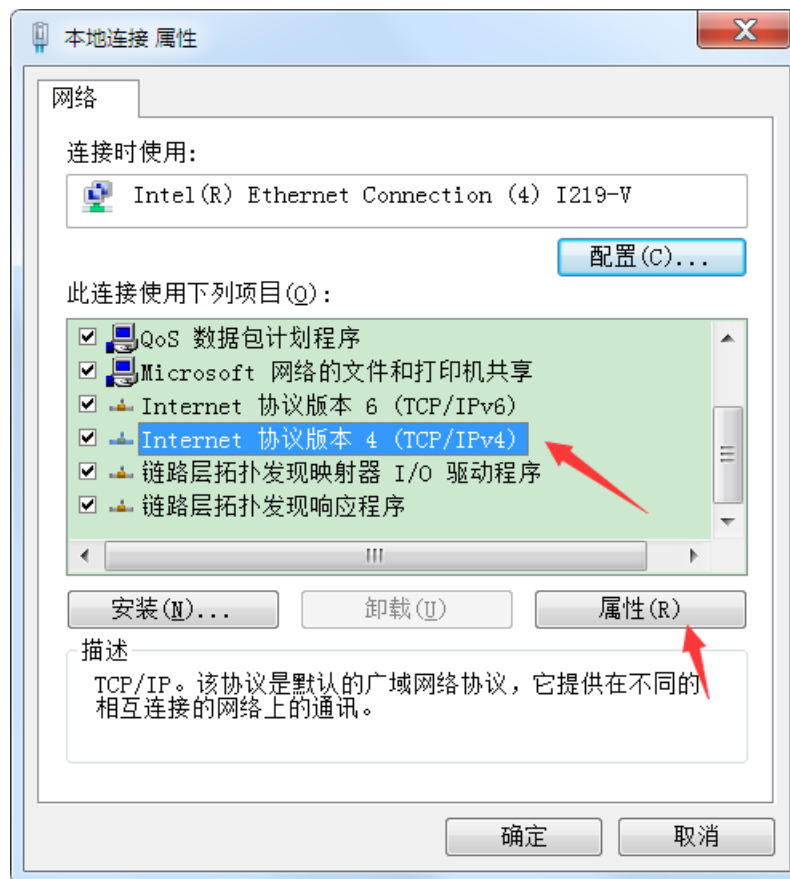 本地连接 属性
网络
连接时使用:
Intel(R) Ethernet Connection (4) I219-V
配置(C)...
此连接使用下列项目(O):
QoS 数据包计划程序
Microsoft 网络的文件和打印机共享
Internet 协议版本 6 (TCP/IPv6)
Internet 协议版本 4 (TCP/IPv4)
链路层拓扑发现映射器 I/O 驱动程序
链路层拓扑发现响应程序
安装(N)...
卸载(U)
属性(R)
描述
TCP/IP。该协议是默认的广域网络协议，它提供在不同的
相互连接的网络上的通讯。
确定
取消